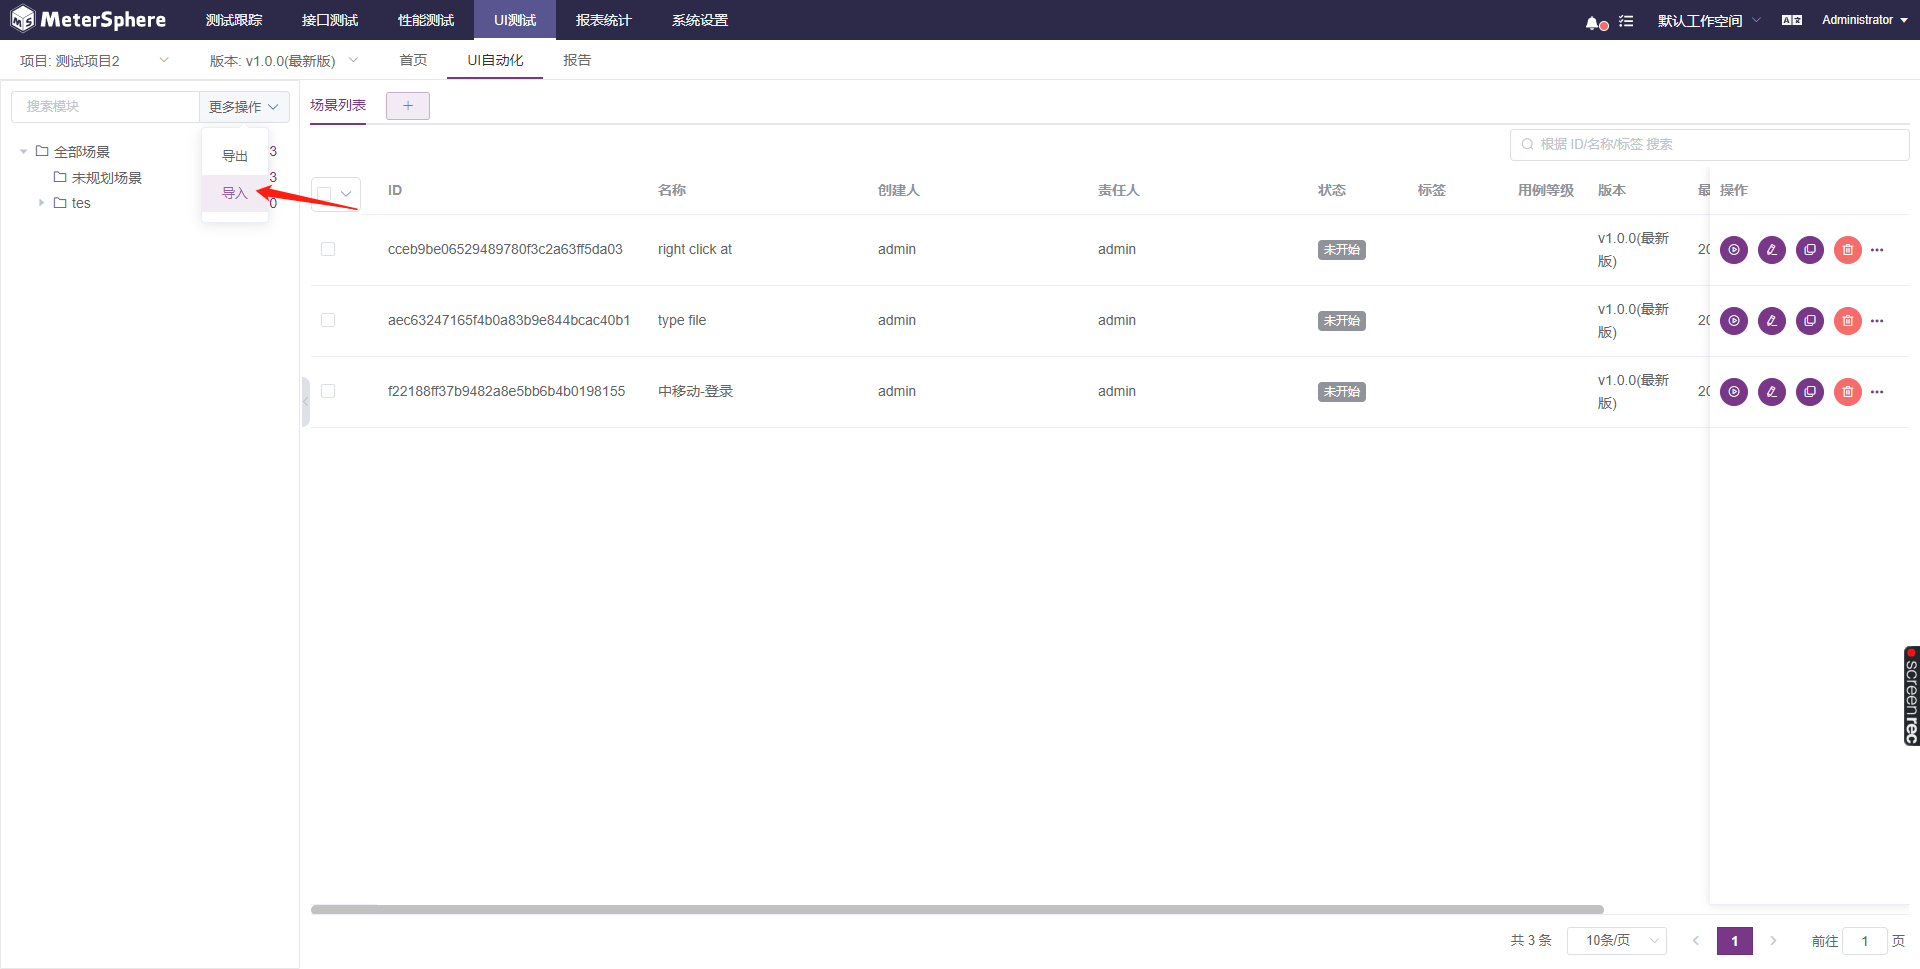 MeterSphere 测试跟踪 接口测试 性能测试 UI测试 报表统计 系统设置 默认工作空间 Administrator
项目: 测试项目2 版本: v1.0.0(最新版) 首页 UI自动化 报告
搜索模块 更多操作
场景列表 +
导出
导入
全部场景 3
未规划场景 3
tes 0
根据 ID/名称/标签 搜索
ID 名称 创建人 责任人 状态 标签 用例等级 版本 操作
cceb9be06529489780f3c2a63ff5da03 right click at admin admin 未开始 v1.0.0(最新
版)
aec63247165f4b0a83b9e844bcac40b1 type file admin admin 未开始 v1.0.0(最新
版)
f22188ff37b9482a8e5bb6b4b0198155 中移动-登录 admin admin 未开始 v1.0.0(最新
版)
screenrec
共 3 条 10条/页 1 前往 1 页